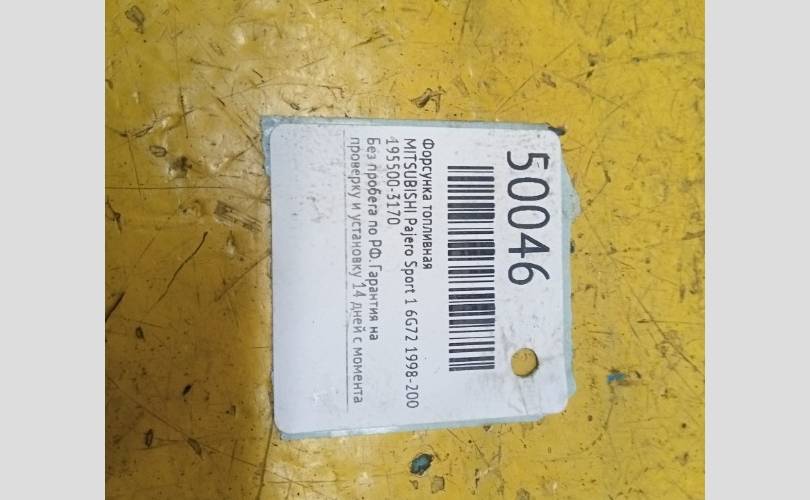 50046
Форсунка топливная
MITSUBISHI Pajero Sport 1 6G72 1998-200
195500-3170
Без пробега по РФ. Гарантия на
проверку и установку 14 дней с момента